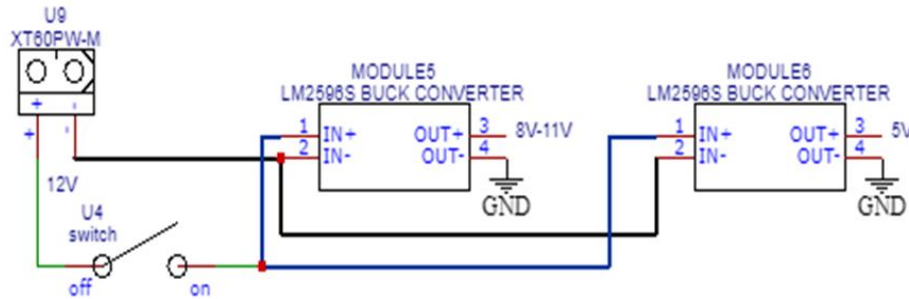 U9
XT60PW-M
+ -
+ -
12V
U4
switch
off on
MODULE5
LM2596S BUCK CONVERTER
1 IN+ OUT+ 3 8V-11V
2 IN- OUT- 4
GND
MODULE6
LM2596S BUCK CONVERTER
1 IN+ OUT+ 3 5V
2 IN- OUT- 4
GND